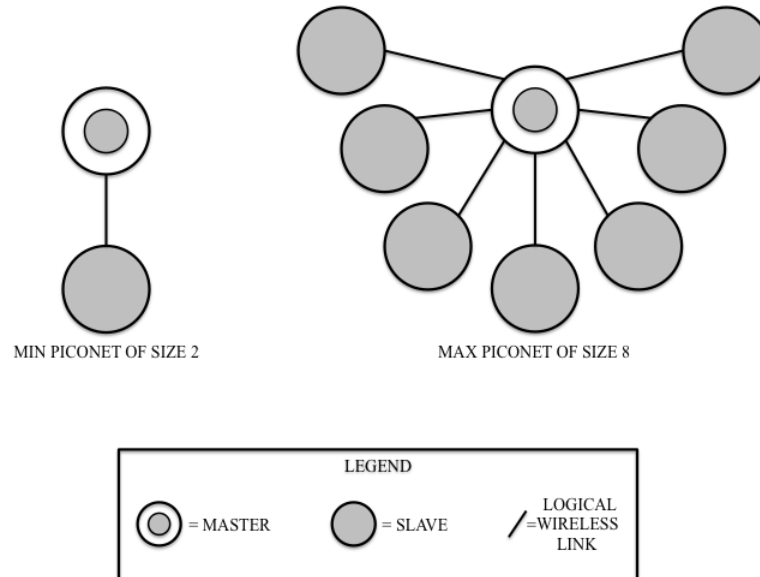 MIN PICONET OF SIZE 2
MAX PICONET OF SIZE 8
LEGEND
= MASTER
= SLAVE
LOGICAL
=WIRELESS
LINK